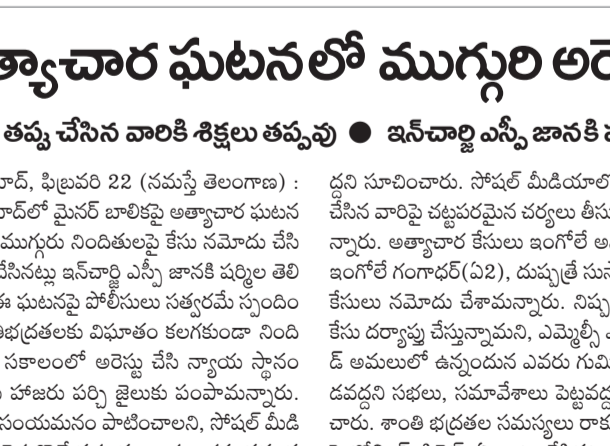 త్యాచార ఘటనలో ముగ్గురి అరె
తప్పు చేసిన వారికి శిక్షలు తప్పవు ● ఇన్‌చార్జి ఎస్పీ జానకి
ఫిబ్రవరి 22 (నమస్తే తెలంగాణ) :
మైనర్ బాలికపై అత్యాచార ఘటన
ముగ్గురు నిందితులపై కేసు నమోదు చేసి
చేసినట్లు ఇన్‌చార్జి ఎస్పీ జానకి షర్మిల తెలి
ఈ ఘటనపై పోలీసులు సత్వరమే స్పందిం
భద్రతలకు విఘాతం కలగకుండా నింది
సకాలంలో అరెస్టు చేసి న్యాయ స్థానం
హాజరు పర్చి జైలుకు పంపామన్నారు.
సంయమనం పాటించాలని, సోషల్ మీడి
ద్దని సూచించారు. సోషల్ మీడియాలో
చేసిన వారిపై చట్టపరమైన చర్యలు తీసు
న్నారు. అత్యాచార కేసులు ఇంగోలే
ఇంగోలే గంగాధర్(ఏ2), దుష్పత్రే
కేసులు నమోదు చేశామన్నారు. నిష్ప
కేసు దర్యాప్తు చేస్తున్నామని, ఎమ్మెల్సీ
డ్ అమలులో ఉన్నందున ఎవరు గుమి
డవద్దని సభలు, సమావేశాలు పెట్టవద్ద
చారు. శాంతి భద్రతల సమస్యలు రాకు